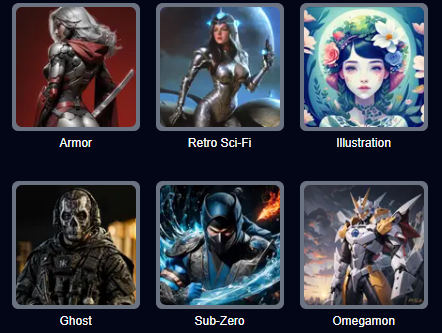 Armor
Retro Sci-Fi
Illustration
Ghost
Sub-Zero
Omegamon